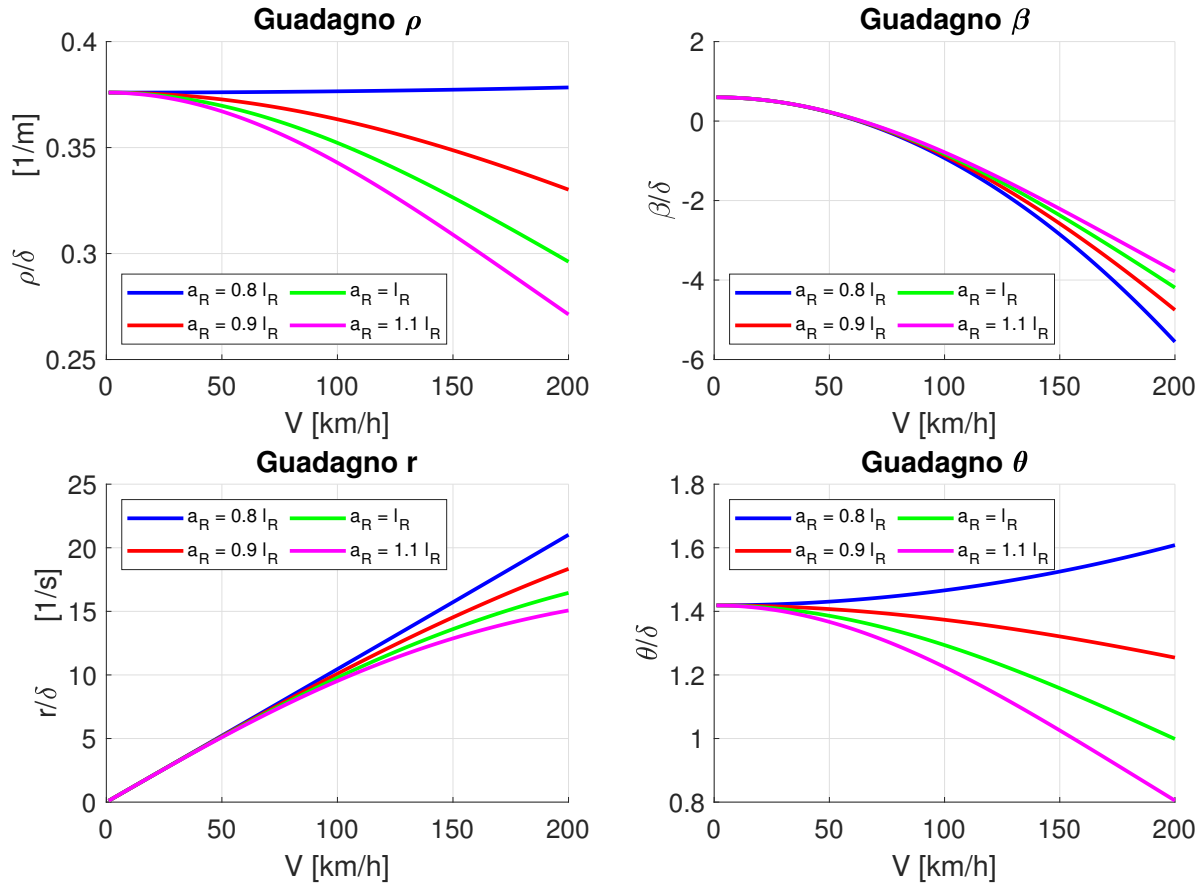 Guadagno ρ
0.4
0.35
0.3
0.25
ρ/δ [1/m]
a_R = 0.8 l_R
a_R = l_R
a_R = 0.9 l_R
a_R = 1.1 l_R
0 50 100 150 200
V [km/h]
Guadagno β
2
0
-2
-4
-6
β/δ
a_R = 0.8 l_R
a_R = l_R
a_R = 0.9 l_R
a_R = 1.1 l_R
0 50 100 150 200
V [km/h]
Guadagno r
25
20
15
10
5
0
r/δ [1/s]
a_R = 0.8 l_R
a_R = l_R
a_R = 0.9 l_R
a_R = 1.1 l_R
0 50 100 150 200
V [km/h]
Guadagno θ
1.8
1.6
1.4
1.2
1
0.8
θ/δ
a_R = 0.8 l_R
a_R = l_R
a_R = 0.9 l_R
a_R = 1.1 l_R
0 50 100 150 200
V [km/h]